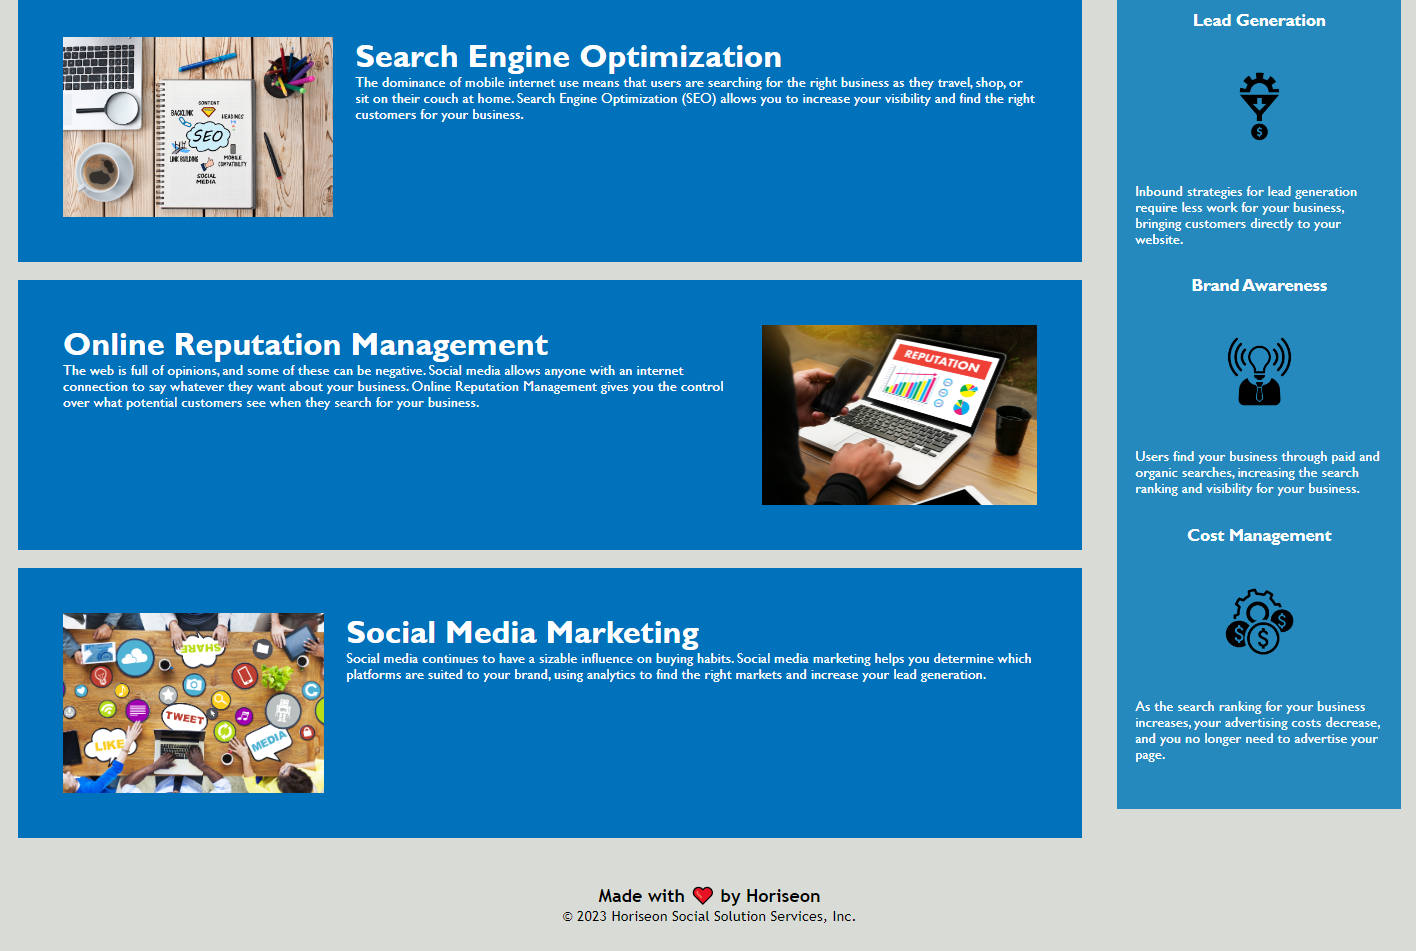 Search Engine Optimization
The dominance of mobile internet use means that users are searching for the right business as they travel, shop, or
sit on their couch at home. Search Engine Optimization (SEO) allows you to increase your visibility and find the right
customers for your business.
CONTENT
BACKLINK
HEADINGS
SEO
LINK BUILDING
MOBILE
COMPATIBILITY
SOCIAL
MEDIA
Online Reputation Management
The web is full of opinions, and some of these can be negative. Social media allows anyone with an internet
connection to say whatever they want about your business. Online Reputation Management gives you the control
over what potential customers see when they search for your business.
REPUTATION
Social Media Marketing
Social media continues to have a sizable influence on buying habits. Social media marketing helps you determine which
platforms are suited to your brand, using analytics to find the right markets and increase your lead generation.
SHARE
TWEET
LIKE
MEDIA
Lead Generation
$
Inbound strategies for lead generation
require less work for your business,
bringing customers directly to your
website.
Brand Awareness
Users find your business through paid and
organic searches, increasing the search
ranking and visibility for your business.
Cost Management
$ $ $
As the search ranking for your business
increases, your advertising costs decrease,
and you no longer need to advertise your
page.
Made with ❤️ by Horiseon
© 2023 Horiseon Social Solution Services, Inc.